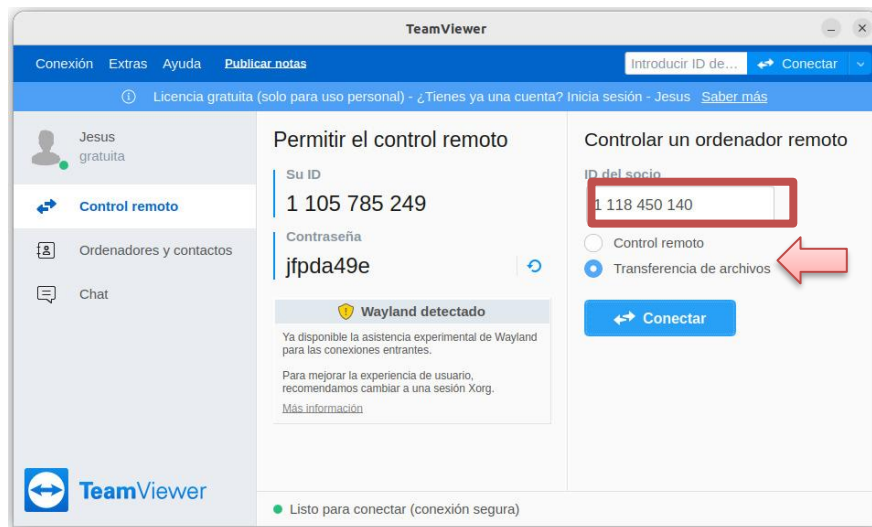 TeamViewer
Conexión Extras Ayuda Publicar notas
Introducir ID de... Conectar
Licencia gratuita (solo para uso personal) - ¿Tienes ya una cuenta? Inicia sesión - Jesus Saber más
Jesus
gratuita
Control remoto
Ordenadores y contactos
Chat
TeamViewer
Permitir el control remoto
Su ID
1 105 785 249
Contraseña
jfpda49e
Wayland detectado
Ya disponible la asistencia experimental de Wayland
para las conexiones entrantes.
Para mejorar la experiencia de usuario,
recomendamos cambiar a una sesión Xorg.
Más información
Controlar un ordenador remoto
ID del socio
1 118 450 140
Control remoto
Transferencia de archivos
Conectar
Listo para conectar (conexión segura)